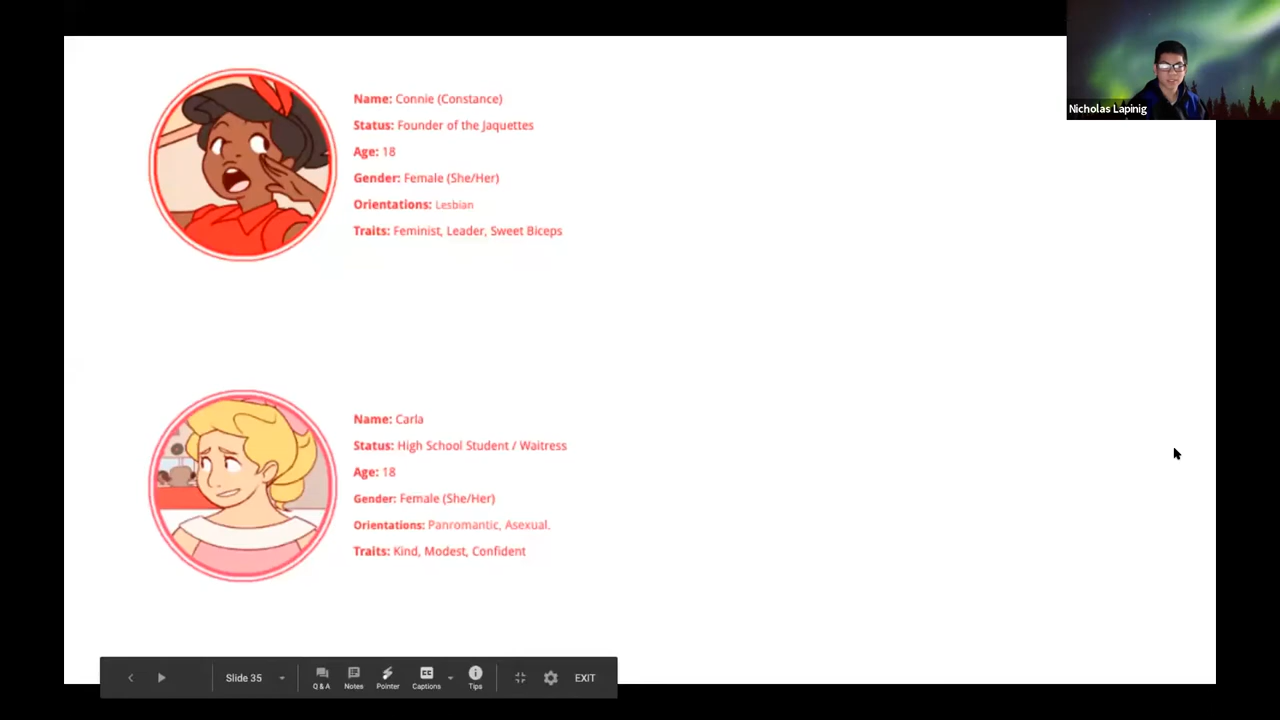 Nicholas Lapinig
Name: Connie (Constance)
Status: Founder of the Jaquettes
Age: 18
Gender: Female (She/Her)
Orientations: Lesbian
Traits: Feminist, Leader, Sweet Biceps
Name: Carla
Status: High School Student / Waitress
Age: 18
Gender: Female (She/Her)
Orientations: Panromantic, Asexual.
Traits: Kind, Modest, Confident
Slide 35
Q & A
Notes
Pointer
CC
Captions
Tips
EXIT